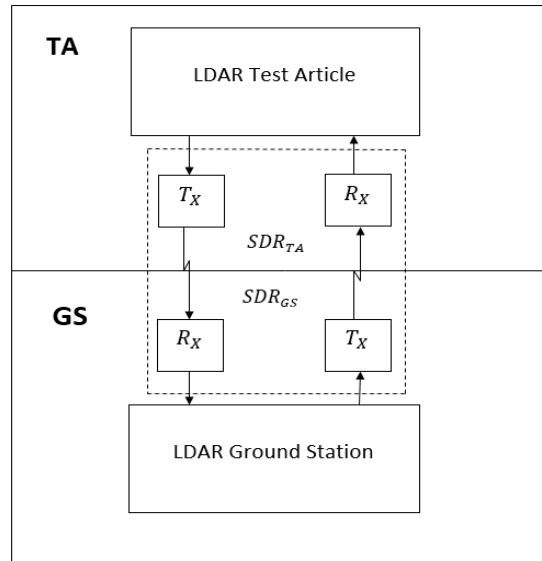 TA
LDAR Test Article
T_X
R_X
SDR_TA
SDR_GS
GS
R_X
T_X
LDAR Ground Station